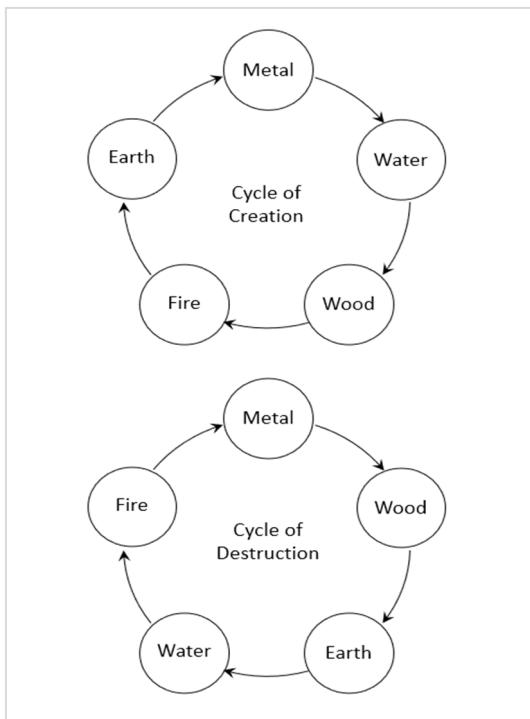 Metal
Earth
Water
Cycle of
Creation
Fire
Wood
Metal
Fire
Wood
Cycle of
Destruction
Water
Earth